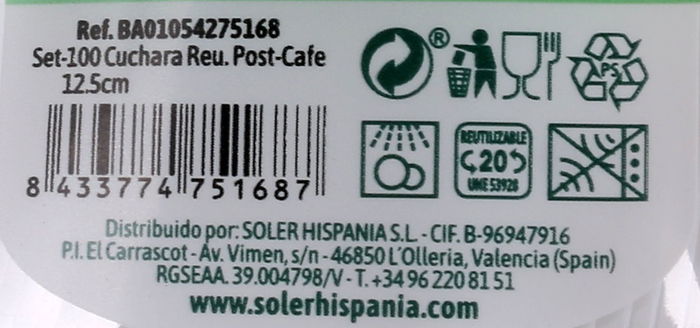 Ref. BA01054275168
Set-100 Cuchara Reu. Post-Cafe
12.5cm
8 433774 751687
®
PS
REUTILIZABLE
20
UNE 53928
Distribuido por: SOLER HISPANIA S.L. - CIF. B-96947916
P.I. El Carrascot - Av. Vimen, s/n - 46850 L'Olleria, Valencia (Spain)
RGSEAA. 39.004798/V - T. +34 96 220 81 51
www.solerhispania.com